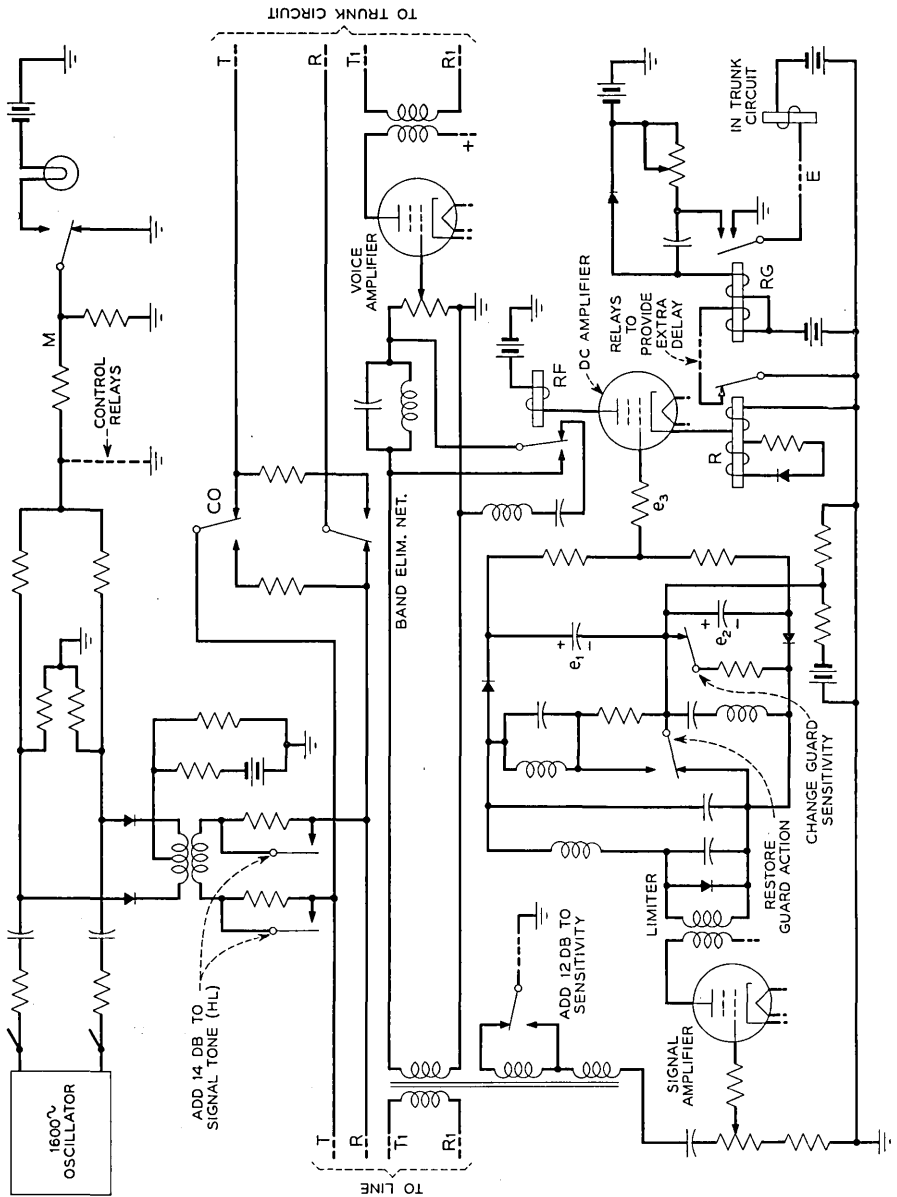 TO TRUNK CIRCUIT
T
R
T1
R1
M
CONTROL
RELAYS
CO
VOICE
AMPLIFIER
+
IN TRUNK
CIRCUIT
E
BAND ELIM. NET.
RF
DC AMPLIFIER
RELAYS
TO
PROVIDE
EXTRA
DELAY
RG
R
e3
+
e1
-
+
e2
-
1600~
OSCILLATOR
ADD 14 DB TO
SIGNAL TONE (HL)
LIMITER
RESTORE
GUARD ACTION
CHANGE GUARD
SENSITIVITY
ADD 12 DB TO
SENSITIVITY
SIGNAL
AMPLIFIER
T
R
T1
R1
TO LINE